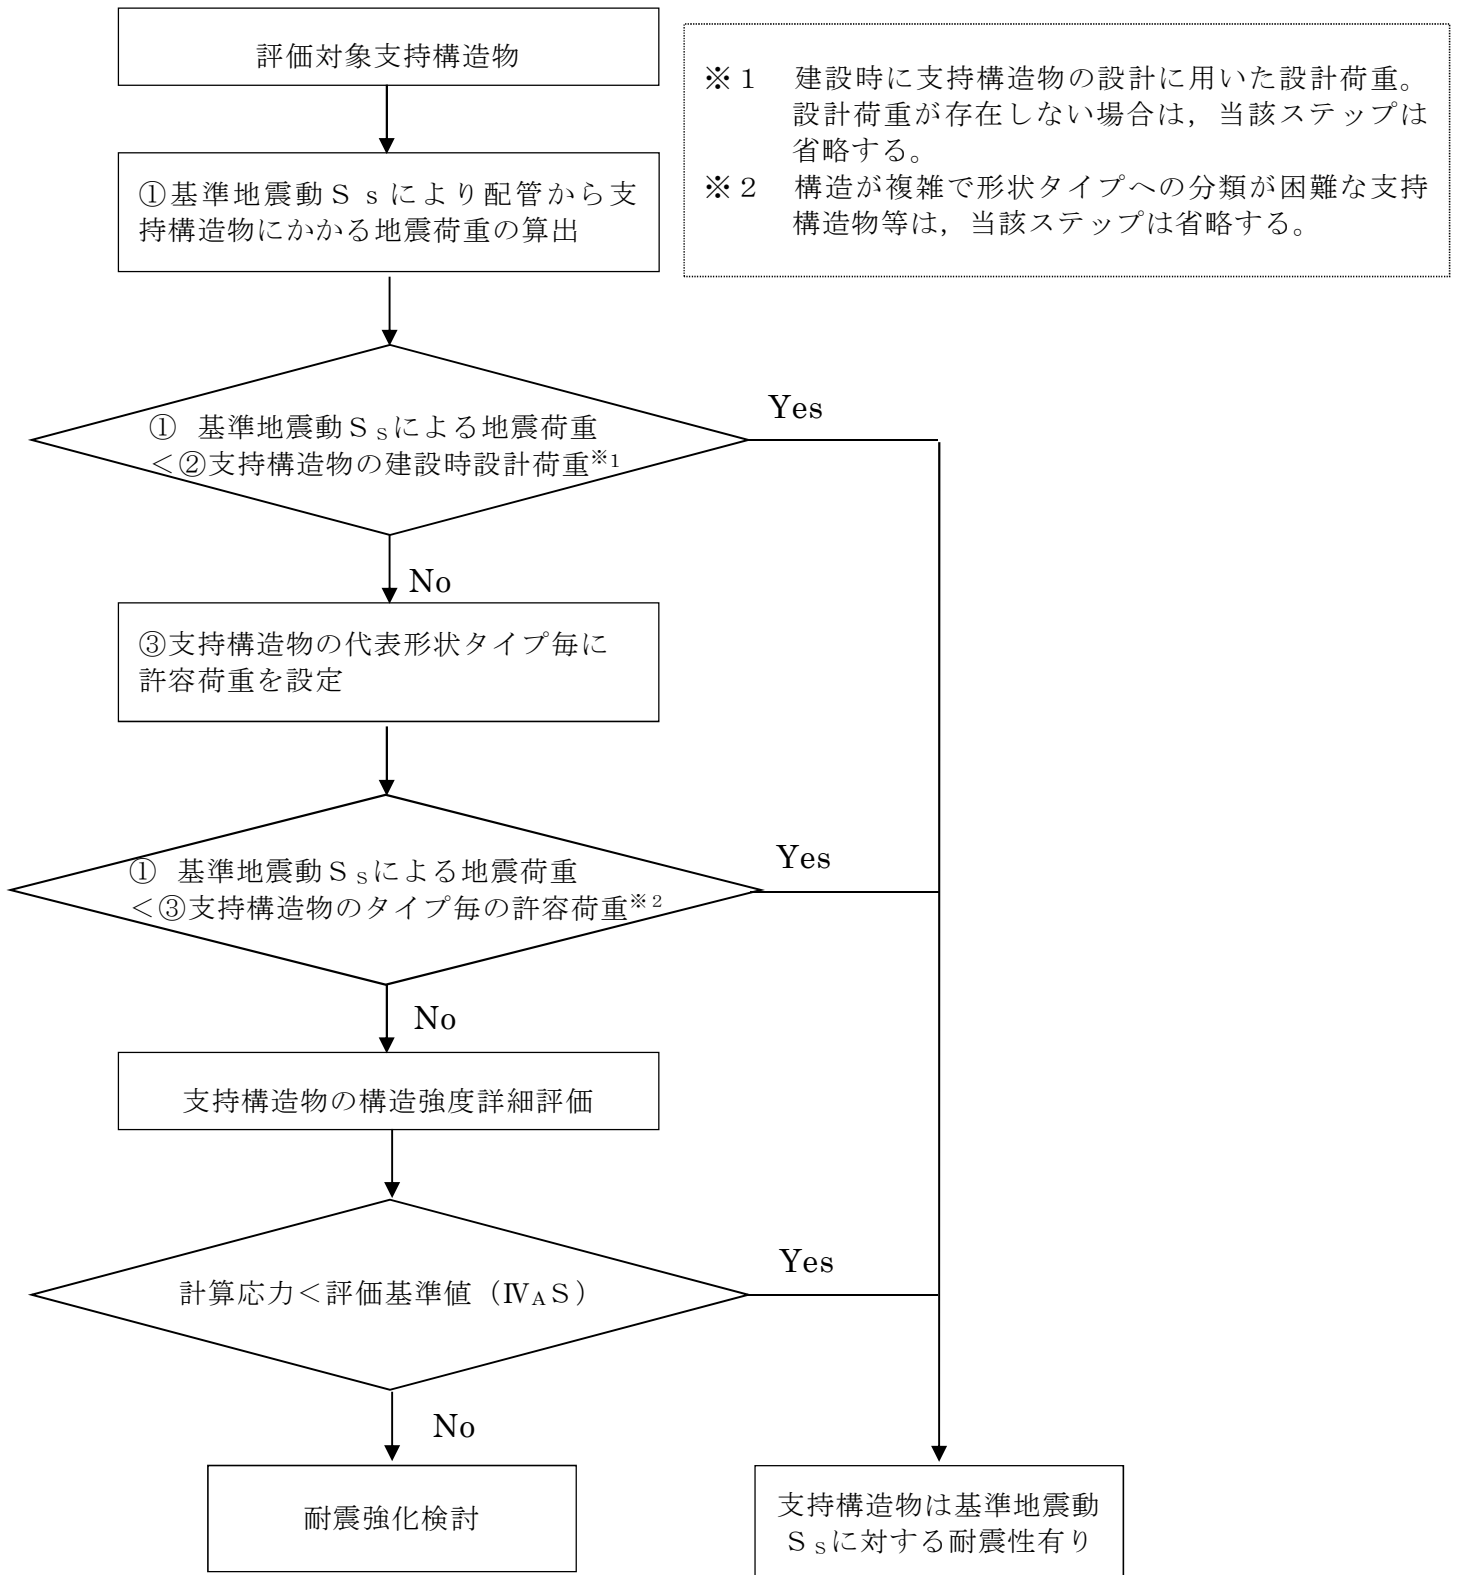 評価対象支持構造物
※１　建設時に支持構造物の設計に用いた設計荷重。
設計荷重が存在しない場合は，当該ステップは
省略する。
※２　構造が複雑で形状タイプへの分類が困難な支持
構造物等は，当該ステップは省略する。
①基準地震動Ｓｓにより配管から支
持構造物にかかる地震荷重の算出
①　基準地震動Ｓsによる地震荷重
＜②支持構造物の建設時設計荷重※1
Yes
No
③支持構造物の代表形状タイプ毎に
許容荷重を設定
①　基準地震動Ｓsによる地震荷重
＜③支持構造物のタイプ毎の許容荷重※２
Yes
No
支持構造物の構造強度詳細評価
計算応力＜評価基準値（ⅣAＳ）
Yes
No
耐震強化検討
支持構造物は基準地震動
Ｓsに対する耐震性有り